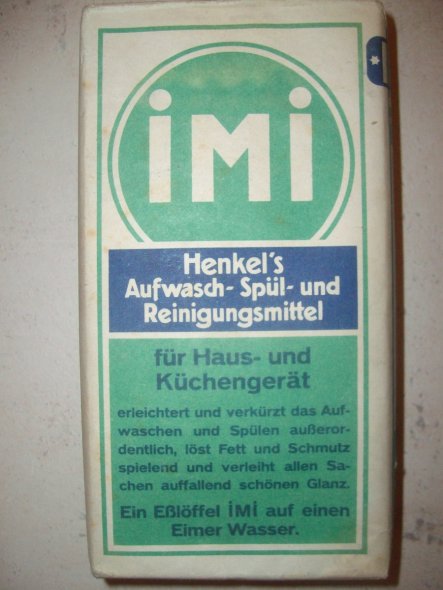 iMi
Henkel's
Aufwasch- Spül- und
Reinigungsmittel
für Haus- und
Küchengerät
erleichtert und verkürzt das Auf-
waschen und Spülen außeror-
dentlich, löst Fett und Schmutz
spielend und verleiht allen Sa-
chen auffallend schönen Glanz.
Ein Eßlöffel iMi auf einen
Eimer Wasser.